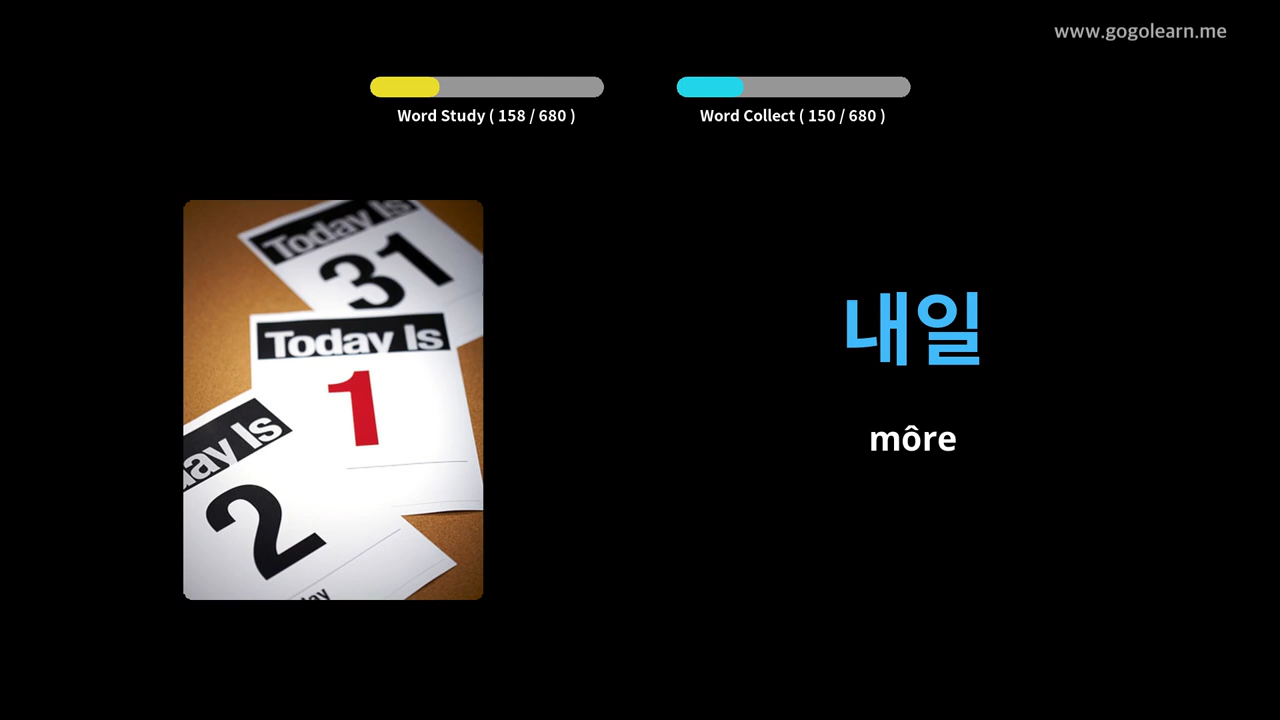 www.gogolearn.me
Word Study ( 158 / 680 )
Word Collect ( 150 / 680 )
Today Is
31
Today Is
1
ay Is
2
내일
môre